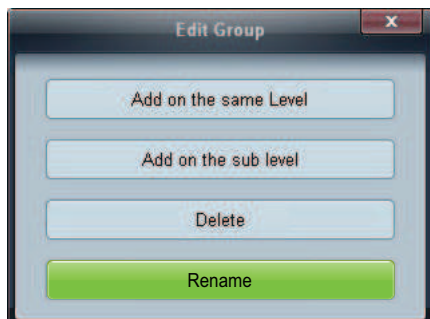 Edit Group
x
Add on the same Level
Add on the sub level
Delete
Rename